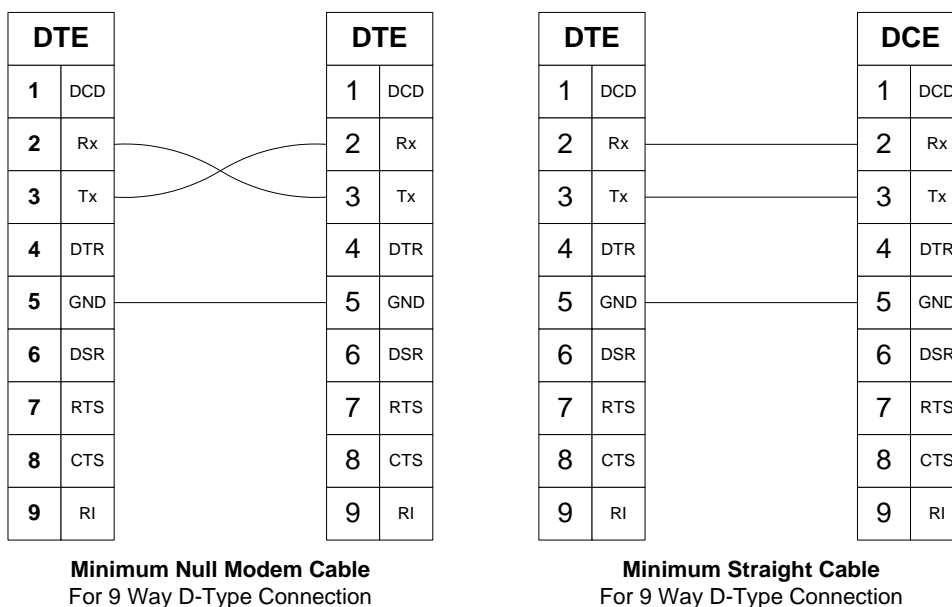 DTE DTE DTE DCE
1 DCD 1 DCD 1 DCD 1 DCD
2 Rx 2 Rx 2 Rx 2 Rx
3 Tx 3 Tx 3 Tx 3 Tx
4 DTR 4 DTR 4 DTR 4 DTR
5 GND 5 GND 5 GND 5 GND
6 DSR 6 DSR 6 DSR 6 DSR
7 RTS 7 RTS 7 RTS 7 RTS
8 CTS 8 CTS 8 CTS 8 CTS
9 RI 9 RI 9 RI 9 RI
Minimum Null Modem Cable
For 9 Way D-Type Connection
Minimum Straight Cable
For 9 Way D-Type Connection